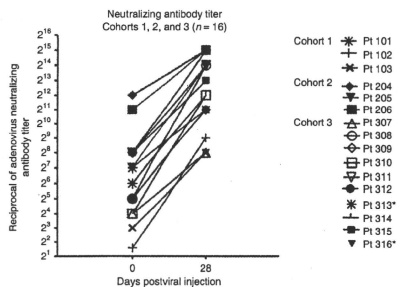 Neutralizing antibody titer
Cohorts 1, 2, and 3 (n = 16)
Reciprocal of adenovirus neutralizing
antibody titer
2^16
2^15
2^14
2^13
2^12
2^11
2^10
2^9
2^8
2^7
2^6
2^5
2^4
2^3
2^2
2^1
0
28
Days postviral injection
Cohort 1 Pt 101
Pt 102
Pt 103
Cohort 2 Pt 204
Pt 205
Pt 206
Cohort 3 Pt 307
Pt 308
Pt 309
Pt 310
Pt 311
Pt 312
Pt 313*
Pt 314
Pt 315
Pt 316*